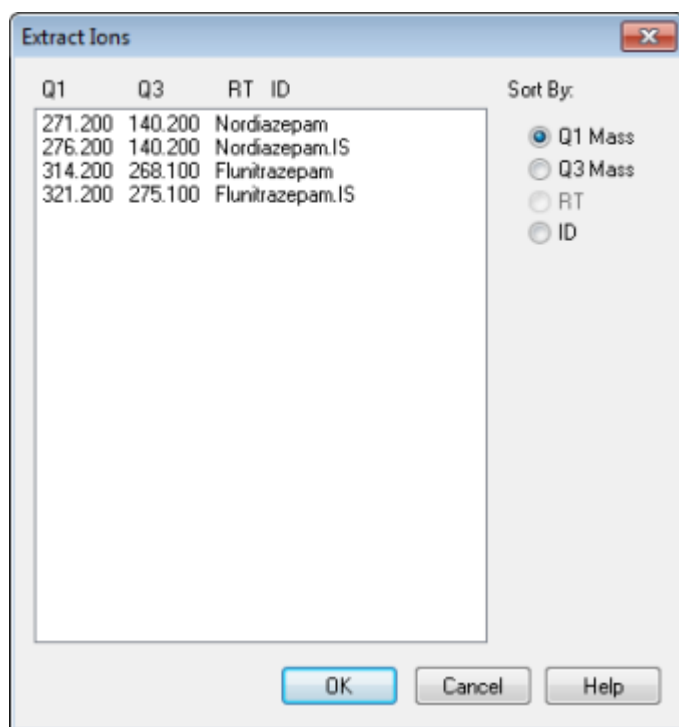 Extract Ions
Q1 Q3 RT ID
271.200 140.200 Nordiazepam
276.200 140.200 Nordiazepam.IS
314.200 268.100 Flunitrazepam
321.200 275.100 Flunitrazepam.IS
Sort By:
Q1 Mass
Q3 Mass
RT
ID
OK Cancel Help